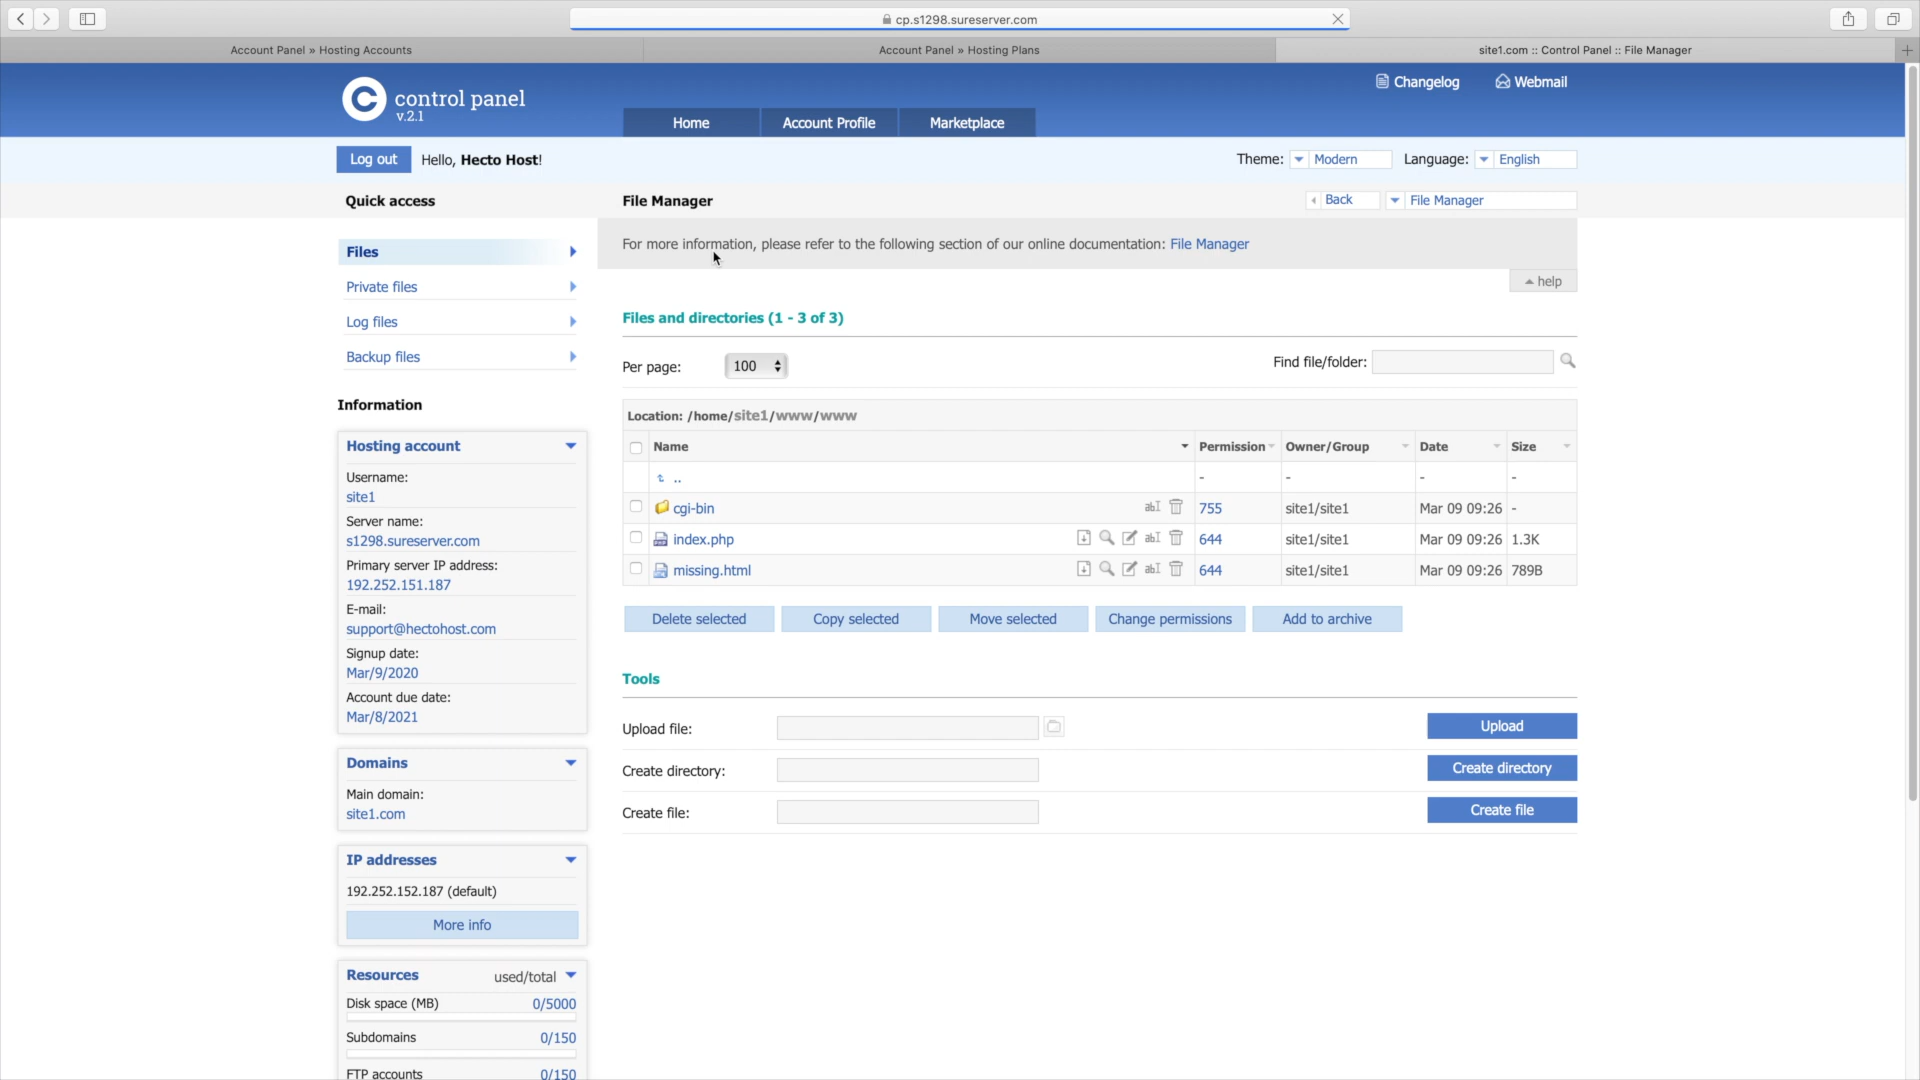 cp.s1298.sureserver.com
Account Panel » Hosting Accounts
Account Panel » Hosting Plans
site1.com :: Control Panel :: File Manager
control panel
v.2.1
Home
Account Profile
Marketplace
Changelog
Webmail
Log out
Hello, Hecto Host!
Theme:
Modern
Language:
English
Quick access
File Manager
Back
File Manager
Files
Private files
Log files
Backup files
For more information, please refer to the following section of our online documentation: File Manager
help
Files and directories (1 - 3 of 3)
Per page:
100
Find file/folder:
Location: /home/site1/www/www
Name
Permission
Owner/Group
Date
Size
..
-
-
-
-
cgi-bin
755
site1/site1
Mar 09 09:26
-
index.php
644
site1/site1
Mar 09 09:26
1.3K
missing.html
644
site1/site1
Mar 09 09:26
789B
Delete selected
Copy selected
Move selected
Change permissions
Add to archive
Tools
Upload file:
Upload
Create directory:
Create directory
Create file:
Create file
Information
Hosting account
Username:
site1
Server name:
s1298.sureserver.com
Primary server IP address:
192.252.151.187
E-mail:
support@hectohost.com
Signup date:
Mar/9/2020
Account due date:
Mar/8/2021
Domains
Main domain:
site1.com
IP addresses
192.252.152.187 (default)
More info
Resources
used/total
Disk space (MB)
0/5000
Subdomains
0/150
FTP accounts
0/150